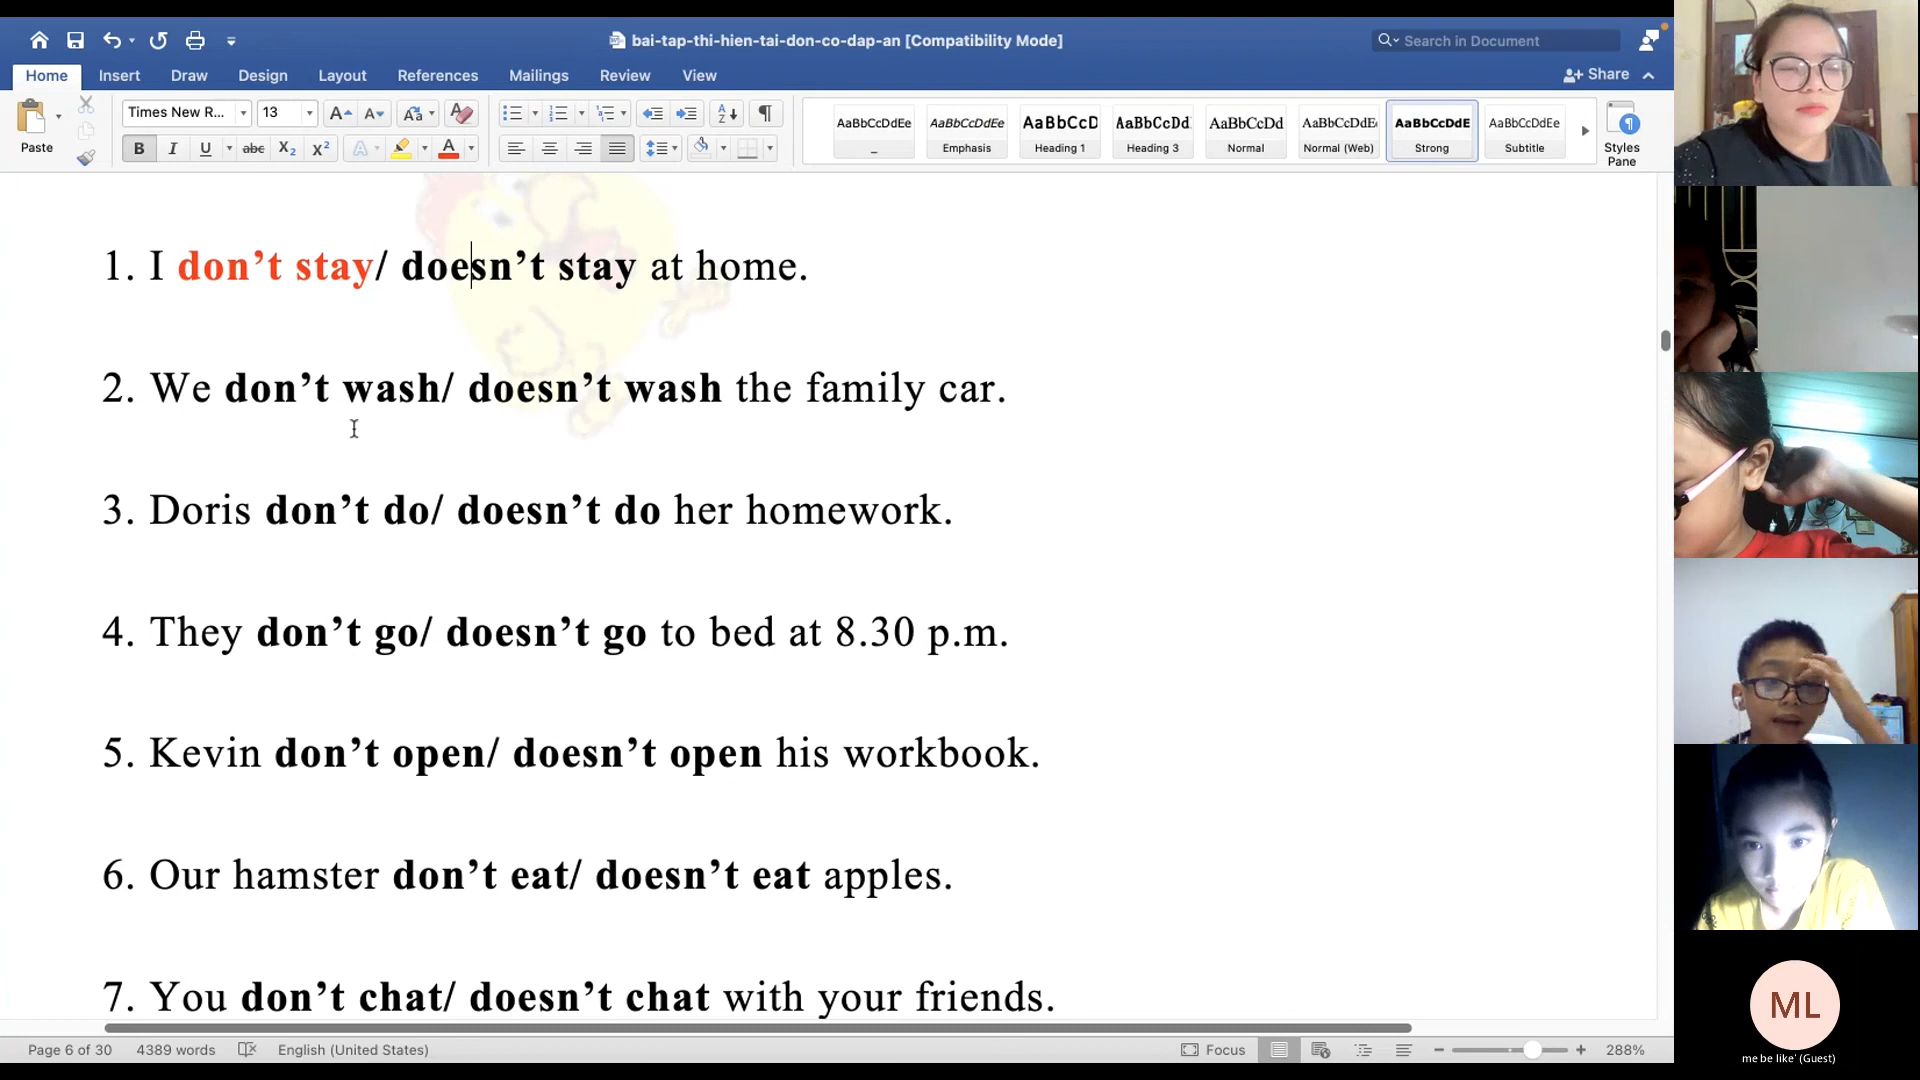 bai-tap-thi-hien-tai-don-co-dap-an [Compatibility Mode]
Search in Document
Home Insert Draw Design Layout References Mailings Review View
Share
Paste
Times New R... 13
B I U abc X₂ X²
AaBbCcDdEe AaBbCcDdEe AaBbCcD AaBbCcDd AaBbCcDd AaBbCcDdE AaBbCcDdE AaBbCcDdEe
Emphasis Heading 1 Heading 3 Normal Normal (Web) Strong Subtitle
Styles
Pane
1. I don’t stay/ doesn’t stay at home.
2. We don’t wash/ doesn’t wash the family car.
3. Doris don’t do/ doesn’t do her homework.
4. They don’t go/ doesn’t go to bed at 8.30 p.m.
5. Kevin don’t open/ doesn’t open his workbook.
6. Our hamster don’t eat/ doesn’t eat apples.
7. You don’t chat/ doesn’t chat with your friends.
Page 6 of 30 4389 words English (United States) Focus 288%
ML
me be like' (Guest)